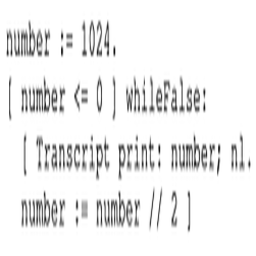 number := 1024.
[ number <= 0 ] whileFalse:
[ Transcript print: number; nl.
number := number // 2 ]